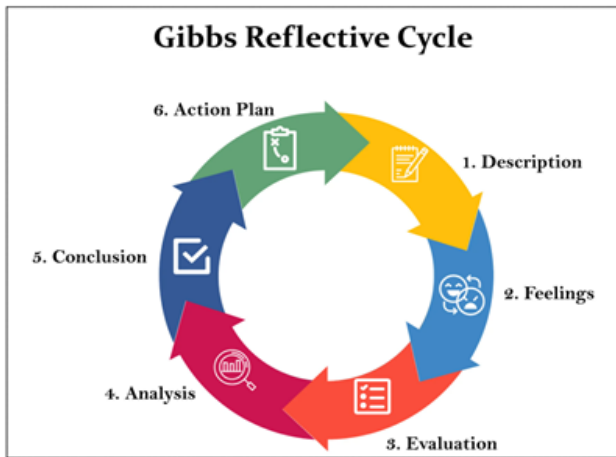 Gibbs Reflective Cycle
1. Description
2. Feelings
3. Evaluation
4. Analysis
5. Conclusion
6. Action Plan